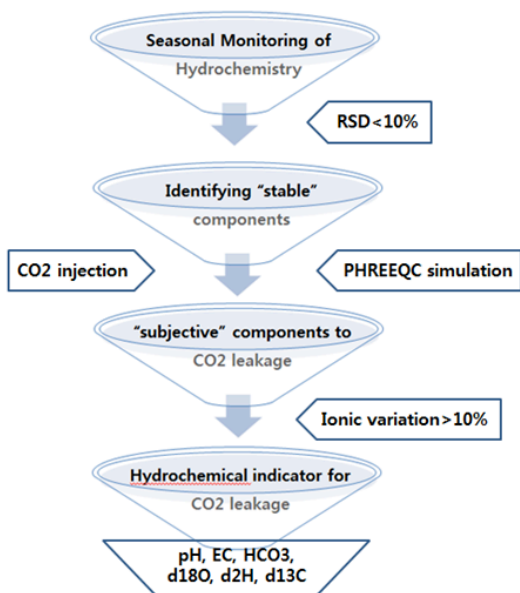 Seasonal Monitoring of
Hydrochemistry
RSD<10%
Identifying “stable”
components
CO2 injection
PHREEQC simulation
“subjective” components to
CO2 leakage
Ionic variation>10%
Hydrochemical indicator for
CO2 leakage
pH, EC, HCO3,
d18O, d2H, d13C